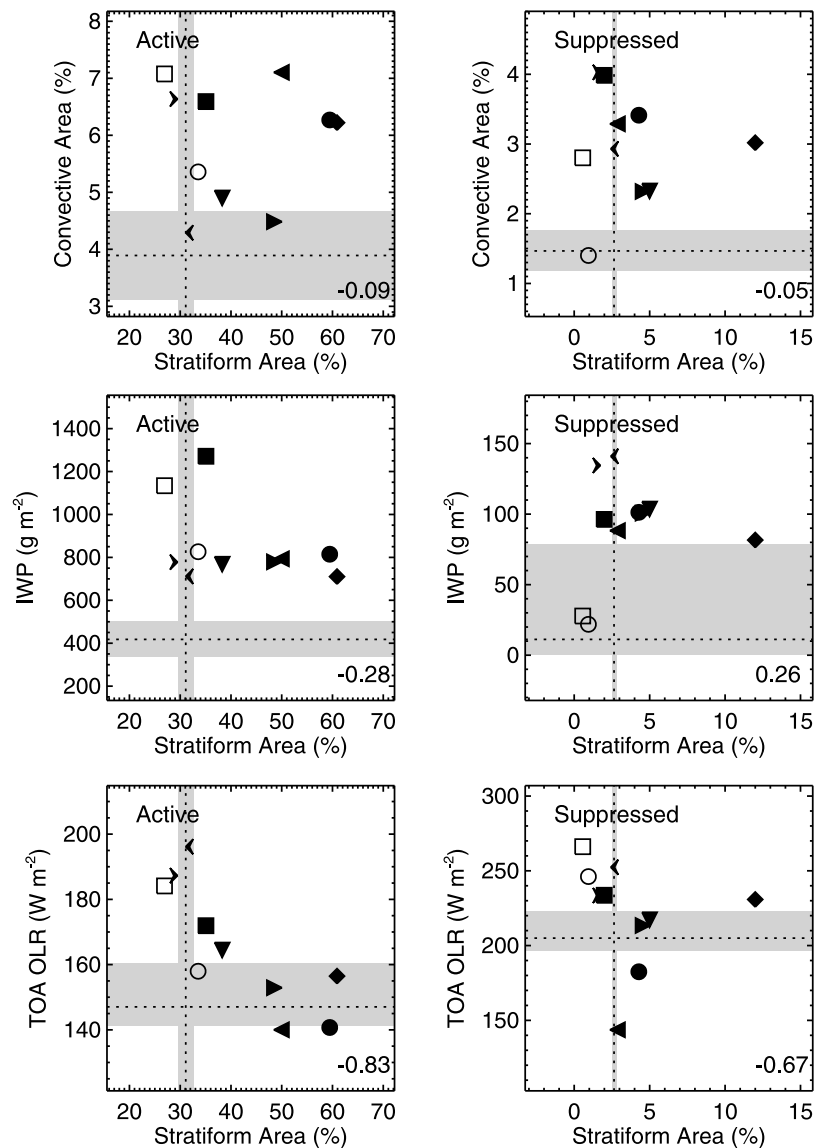 Active
Convective Area (%)
8
7
6
5
4
3
-0.09
20 30 40 50 60 70
Stratiform Area (%)
Suppressed
Convective Area (%)
4
3
2
1
-0.05
0 5 10 15
Stratiform Area (%)
Active
IWP (g m-2)
1400
1200
1000
800
600
400
200
-0.28
20 30 40 50 60 70
Stratiform Area (%)
Suppressed
IWP (g m-2)
150
100
50
0
0.26
0 5 10 15
Stratiform Area (%)
Active
TOA OLR (W m-2)
200
180
160
140
-0.83
20 30 40 50 60 70
Stratiform Area (%)
Suppressed
TOA OLR (W m-2)
300
250
200
150
-0.67
0 5 10 15
Stratiform Area (%)